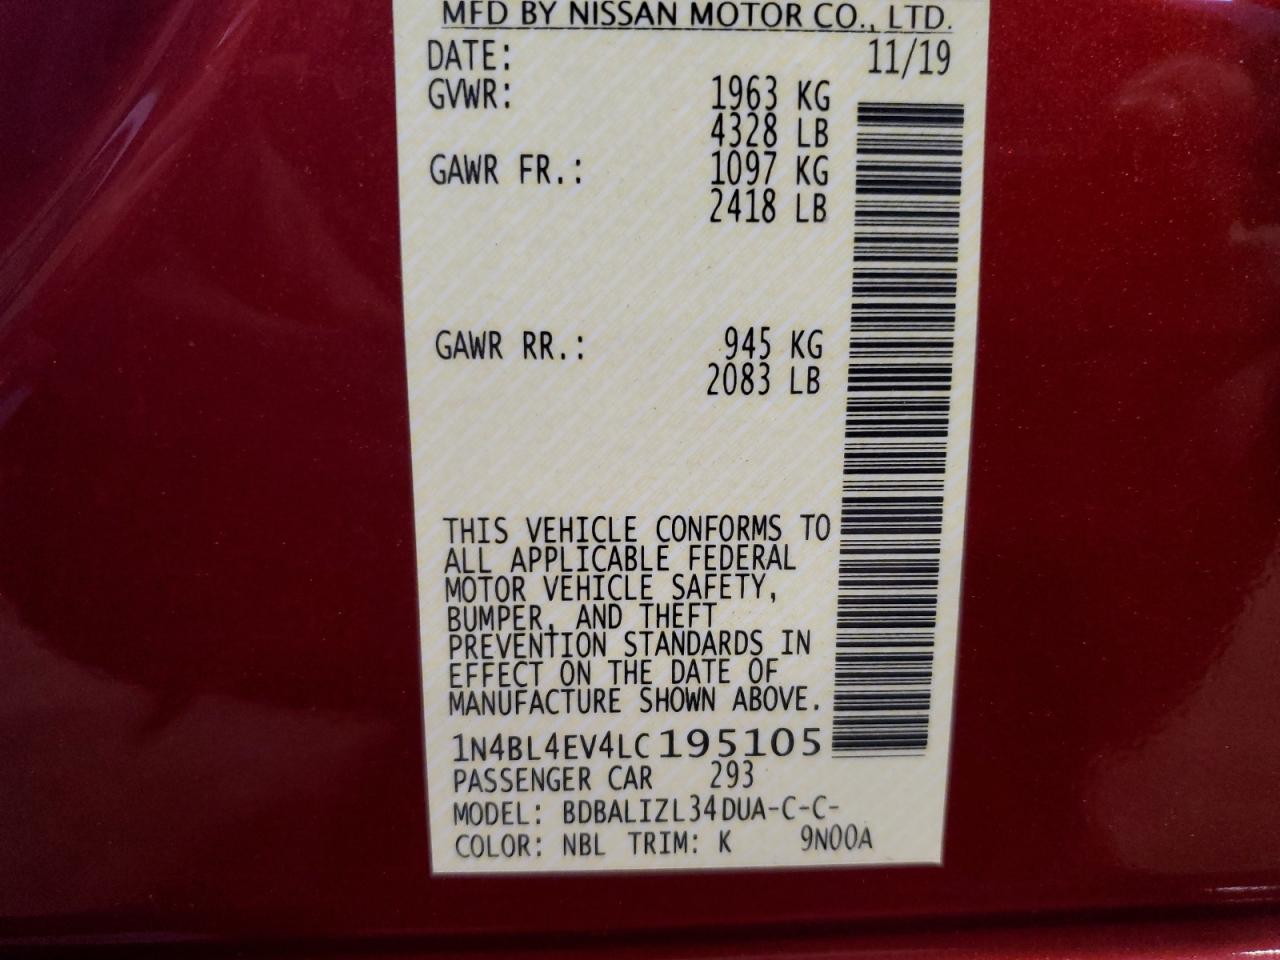 MFD BY NISSAN MOTOR CO., LTD.
DATE: 11/19
GVWR: 1963 KG
4328 LB
GAWR FR.: 1097 KG
2418 LB
GAWR RR.: 945 KG
2083 LB
THIS VEHICLE CONFORMS TO
ALL APPLICABLE FEDERAL
MOTOR VEHICLE SAFETY,
BUMPER, AND THEFT
PREVENTION STANDARDS IN
EFFECT ON THE DATE OF
MANUFACTURE SHOWN ABOVE.
1N4BL4EV4LC195105
PASSENGER CAR 293
MODEL: BDBALIZL34DUA-C-C-
COLOR: NBL TRIM: K 9N00A